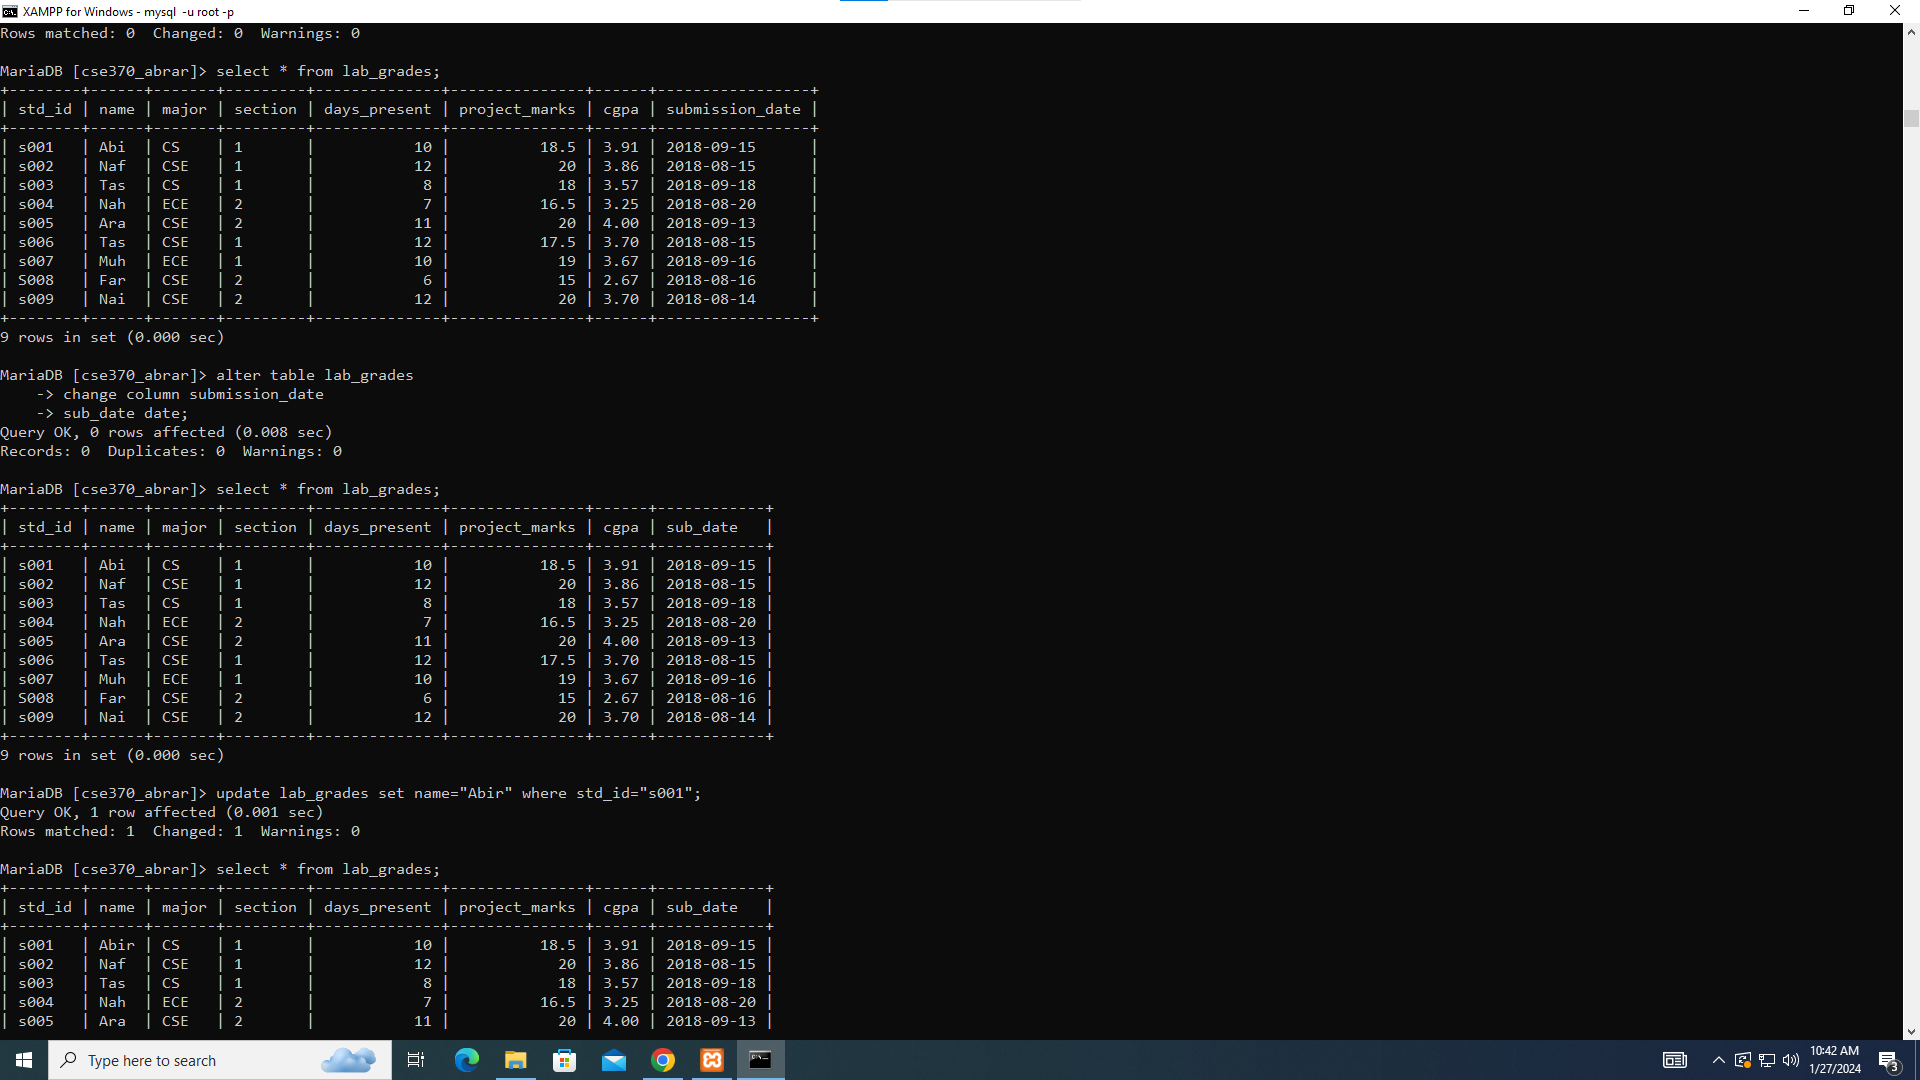 XAMPP for Windows - mysql  -u root -p
Rows matched: 0  Changed: 0  Warnings: 0

MariaDB [cse370_abrar]> select * from lab_grades;
+--------+------+-------+---------+--------------+---------------+------+-----------------+
| std_id | name | major | section | days_present | project_marks | cgpa | submission_date |
+--------+------+-------+---------+--------------+---------------+------+-----------------+
| s001   | Abi  | CS    | 1       |           10 |          18.5 | 3.91 | 2018-09-15      |
| s002   | Naf  | CSE   | 1       |           12 |            20 | 3.86 | 2018-08-15      |
| s003   | Tas  | CS    | 1       |            8 |            18 | 3.57 | 2018-09-18      |
| s004   | Nah  | ECE   | 2       |            7 |          16.5 | 3.25 | 2018-08-20      |
| s005   | Ara  | CSE   | 2       |           11 |            20 | 4.00 | 2018-09-13      |
| s006   | Tas  | CSE   | 1       |           12 |          17.5 | 3.70 | 2018-08-15      |
| s007   | Muh  | ECE   | 1       |           10 |            19 | 3.67 | 2018-09-16      |
| S008   | Far  | CSE   | 2       |            6 |            15 | 2.67 | 2018-08-16      |
| s009   | Nai  | CSE   | 2       |           12 |            20 | 3.70 | 2018-08-14      |
+--------+------+-------+---------+--------------+---------------+------+-----------------+
9 rows in set (0.000 sec)

MariaDB [cse370_abrar]> alter table lab_grades
    -> change column submission_date
    -> sub_date date;
Query OK, 0 rows affected (0.008 sec)
Records: 0  Duplicates: 0  Warnings: 0

MariaDB [cse370_abrar]> select * from lab_grades;
+--------+------+-------+---------+--------------+---------------+------+------------+
| std_id | name | major | section | days_present | project_marks | cgpa | sub_date   |
+--------+------+-------+---------+--------------+---------------+------+------------+
| s001   | Abi  | CS    | 1       |           10 |          18.5 | 3.91 | 2018-09-15 |
| s002   | Naf  | CSE   | 1       |           12 |            20 | 3.86 | 2018-08-15 |
| s003   | Tas  | CS    | 1       |            8 |            18 | 3.57 | 2018-09-18 |
| s004   | Nah  | ECE   | 2       |            7 |          16.5 | 3.25 | 2018-08-20 |
| s005   | Ara  | CSE   | 2       |           11 |            20 | 4.00 | 2018-09-13 |
| s006   | Tas  | CSE   | 1       |           12 |          17.5 | 3.70 | 2018-08-15 |
| s007   | Muh  | ECE   | 1       |           10 |            19 | 3.67 | 2018-09-16 |
| S008   | Far  | CSE   | 2       |            6 |            15 | 2.67 | 2018-08-16 |
| s009   | Nai  | CSE   | 2       |           12 |            20 | 3.70 | 2018-08-14 |
+--------+------+-------+---------+--------------+---------------+------+------------+
9 rows in set (0.000 sec)

MariaDB [cse370_abrar]> update lab_grades set name="Abir" where std_id="s001";
Query OK, 1 row affected (0.001 sec)
Rows matched: 1  Changed: 1  Warnings: 0

MariaDB [cse370_abrar]> select * from lab_grades;
+--------+------+-------+---------+--------------+---------------+------+------------+
| std_id | name | major | section | days_present | project_marks | cgpa | sub_date   |
+--------+------+-------+---------+--------------+---------------+------+------------+
| s001   | Abir | CS    | 1       |           10 |          18.5 | 3.91 | 2018-09-15 |
| s002   | Naf  | CSE   | 1       |           12 |            20 | 3.86 | 2018-08-15 |
| s003   | Tas  | CS    | 1       |            8 |            18 | 3.57 | 2018-09-18 |
| s004   | Nah  | ECE   | 2       |            7 |          16.5 | 3.25 | 2018-08-20 |
| s005   | Ara  | CSE   | 2       |           11 |            20 | 4.00 | 2018-09-13 |
Type here to search
10:42 AM
1/27/2024
3